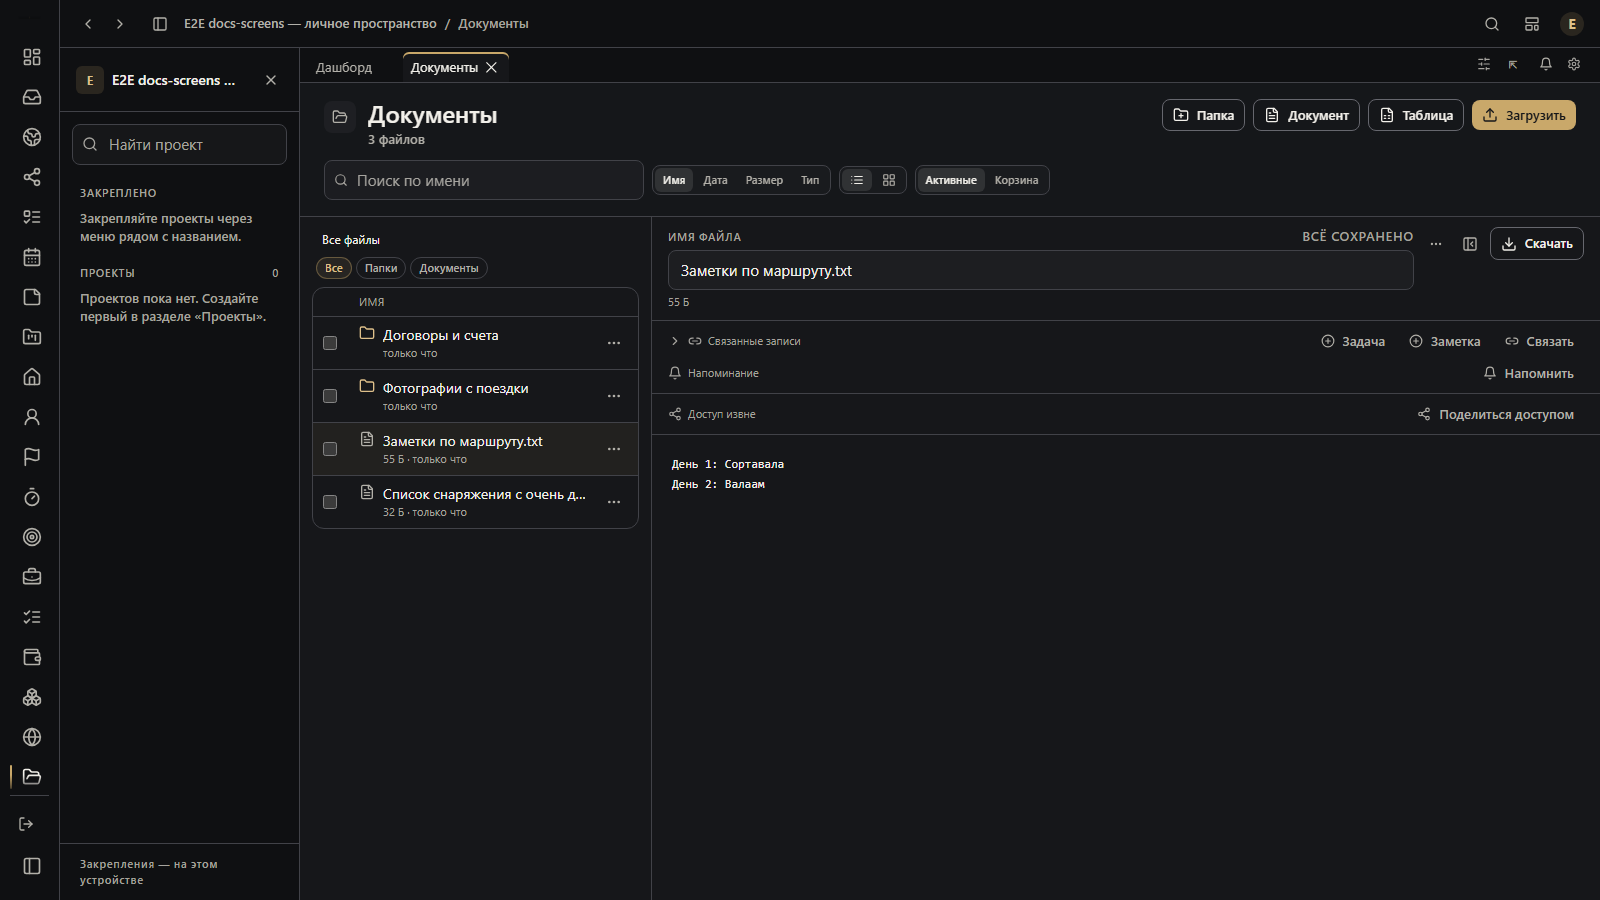 E2E docs-screens — личное пространство / Документы
E
E
E2E docs-screens ...
Найти проект
ЗАКРЕПЛЕНО
Закрепляйте проекты через
меню рядом с названием.
ПРОЕКТЫ 0
Проектов пока нет. Создайте
первый в разделе «Проекты».
Закрепления — на этом
устройстве
Дашборд
Документы
Документы
3 файлов
Папка
Документ
Таблица
Загрузить
Поиск по имени
Имя Дата Размер Тип
Активные Корзина
Все файлы
Все Папки Документы
ИМЯ
Договоры и счета
только что
Фотографии с поездки
только что
Заметки по маршруту.txt
55 Б · только что
Список снаряжения с очень д...
32 Б · только что
ИМЯ ФАЙЛА
ВСЁ СОХРАНЕНО
Скачать
Заметки по маршруту.txt
55 Б
Связанные записи
Задача Заметка Связать
Напоминание
Напомнить
Доступ извне
Поделиться доступом
День 1: Сортавала
День 2: Валаам